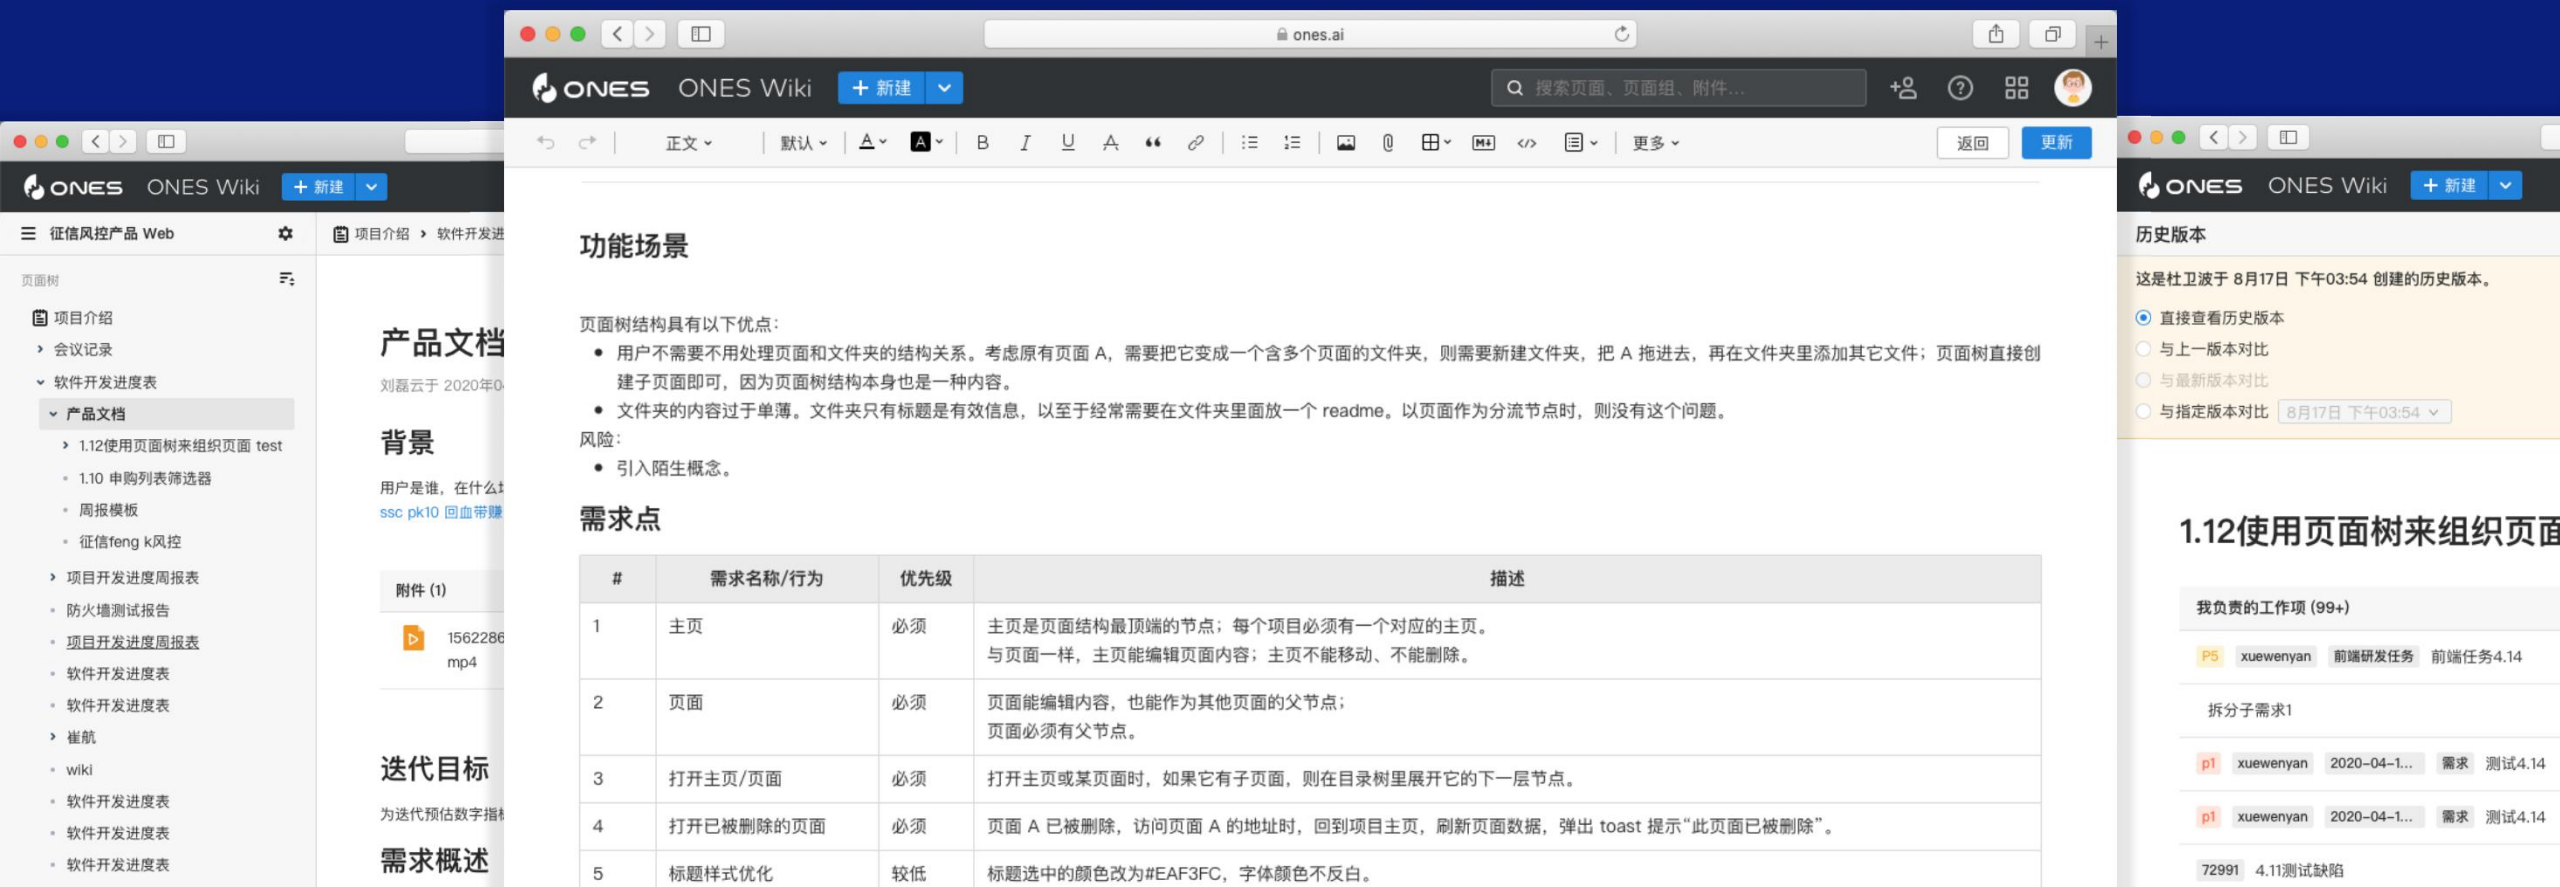 ONES ONES Wiki + 新建
征信风控产品 Web
项目介绍 › 软件开发进
页面树
项目介绍
会议记录
软件开发进度表
产品文档
1.12使用页面树来组织页面 test
1.10 申购列表筛选器
周报模板
征信feng k风控
项目开发进度周报表
防火墙测试报告
项目开发进度周报表
软件开发进度表
软件开发进度表
崔航
wiki
软件开发进度表
软件开发进度表
软件开发进度表
产品文档
刘磊云于 2020年0
背景
用户是谁，在什么
ssc pk10 回血带赚
附件 (1)
1562286
mp4
迭代目标
为迭代预估数字指
需求概述
ones.ai
ONES ONES Wiki + 新建
搜索页面、页面组、附件...
正文 默认 A A B I U A “ M↓ </> 更多 返回 更新
功能场景
页面树结构具有以下优点：
• 用户不需要不用处理页面和文件夹的结构关系。考虑原有页面 A，需要把它变成一个含多个页面的文件夹，则需要新建文件夹，把 A 拖进去，再在文件夹里添加其它文件；页面树直接创
建子页面即可，因为页面树结构本身也是一种内容。
• 文件夹的内容过于单薄。文件夹只有标题是有效信息，以至于经常需要在文件夹里面放一个 readme。以页面作为分流节点时，则没有这个问题。
风险：
• 引入陌生概念。
需求点
# 需求名称/行为 优先级 描述
1 主页 必须 主页是页面结构最顶端的节点；每个项目必须有一个对应的主页。
与页面一样，主页能编辑页面内容；主页不能移动、不能删除。
2 页面 必须 页面能编辑内容，也能作为其他页面的父节点；
页面必须有父节点。
3 打开主页/页面 必须 打开主页或某页面时，如果它有子页面，则在目录树里展开它的下一层节点。
4 打开已被删除的页面 必须 页面 A 已被删除，访问页面 A 的地址时，回到项目主页，刷新页面数据，弹出 toast 提示“此页面已被删除”。
5 标题样式优化 较低 标题选中的颜色改为#EAF3FC，字体颜色不反白。
ONES ONES Wiki + 新建
历史版本
这是杜卫波于 8月17日 下午03:54 创建的历史版本。
直接查看历史版本
与上一版本对比
与最新版本对比
与指定版本对比 8月17日 下午03:54
1.12使用页面树来组织页面
我负责的工作项 (99+)
P5 xuewenyan 前端研发任务 前端任务4.14
拆分子需求1
p1 xuewenyan 2020-04-1... 需求 测试4.14
p1 xuewenyan 2020-04-1... 需求 测试4.14
72991 4.11测试缺陷